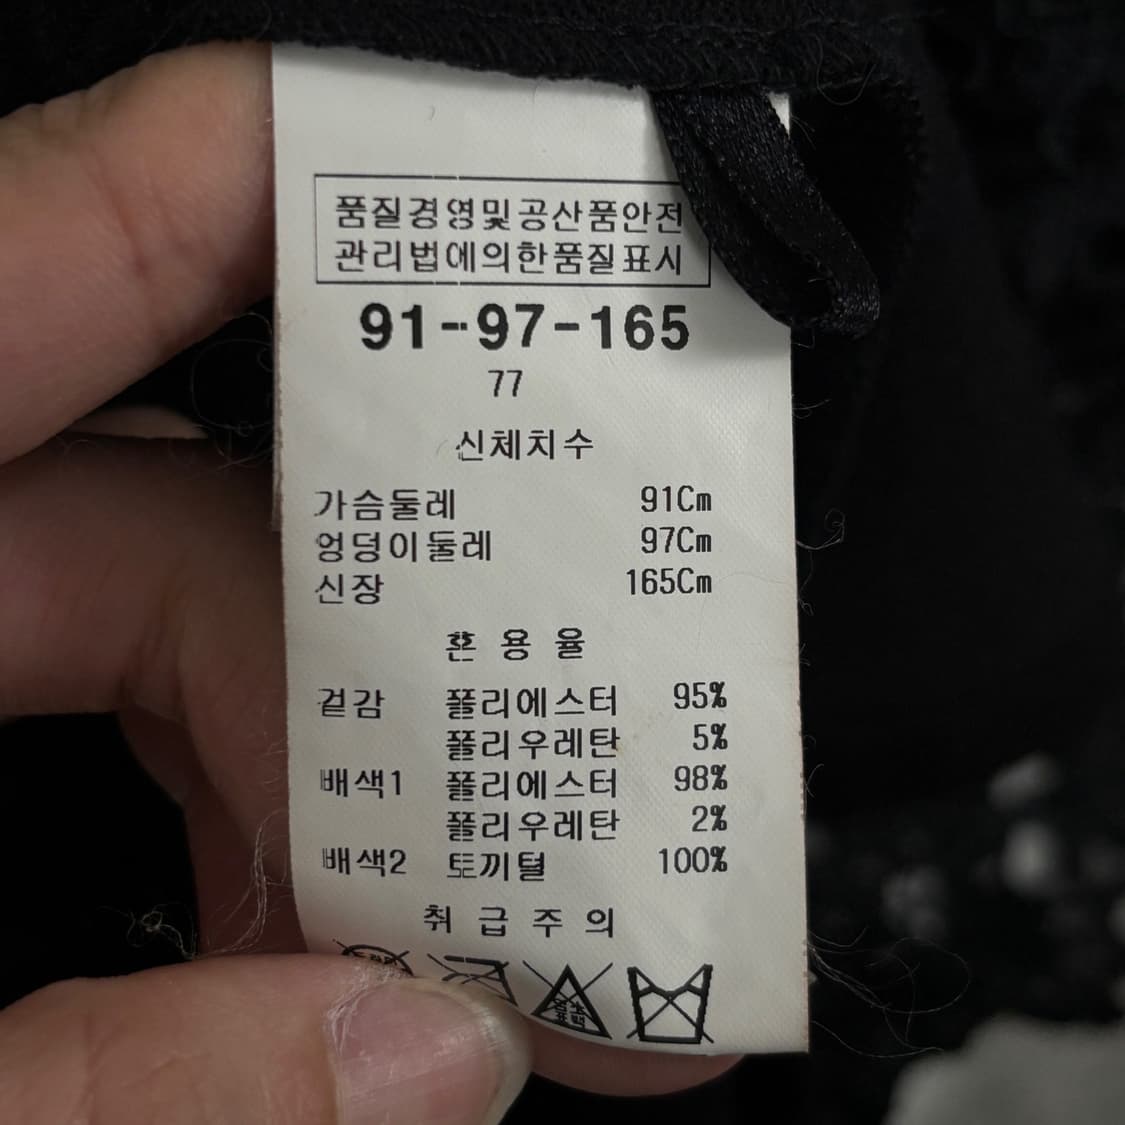 품질경영및공산품안전
관리법에의한품질표시
91-97-165
77
신체치수
가슴둘레 91Cm
엉덩이둘레 97Cm
신장 165Cm
혼 용 율
겉감 폴리에스터 95%
폴리우레탄 5%
배색1 폴리에스터 98%
폴리우레탄 2%
배색2 토끼털 100%
취 급 주 의
염소
표백